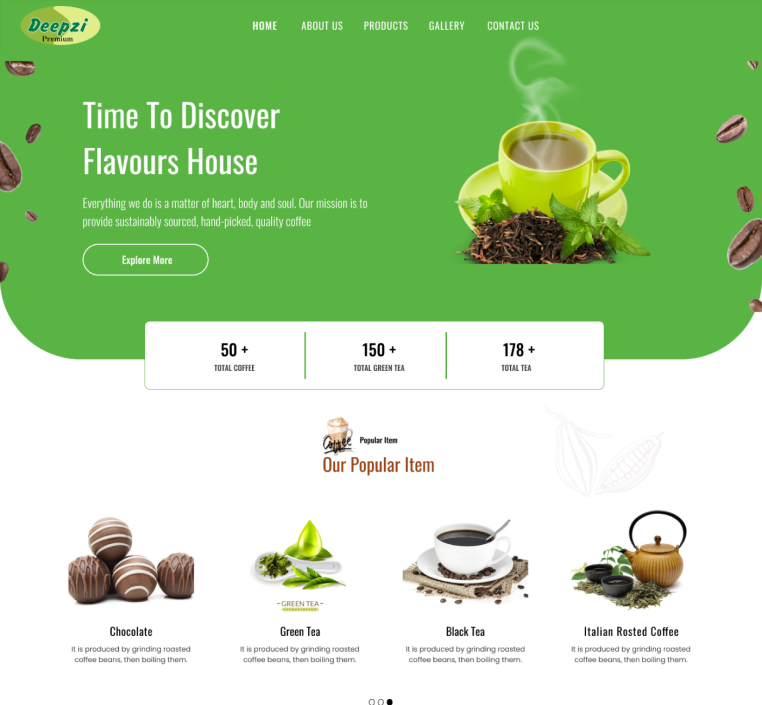 Deepzi
Premium
HOME ABOUT US PRODUCTS GALLERY CONTACT US
Time To Discover
Flavours House
Everything we do is a matter of heart, body and soul. Our mission is to
provide sustainably sourced, hand-picked, quality coffee
Explore More
50 + 150 + 178 +
TOTAL COFFEE TOTAL GREEN TEA TOTAL TEA
Coffee
Popular Item
Our Popular Item
GREEN TEA
Chocolate Green Tea Black Tea Italian Rosted Coffee
It is produced by grinding roasted It is produced by grinding roasted It is produced by grinding roasted It is produced by grinding roasted
coffee beans, then boiling them. coffee beans, then boiling them. coffee beans, then boiling them. coffee beans, then boiling them.